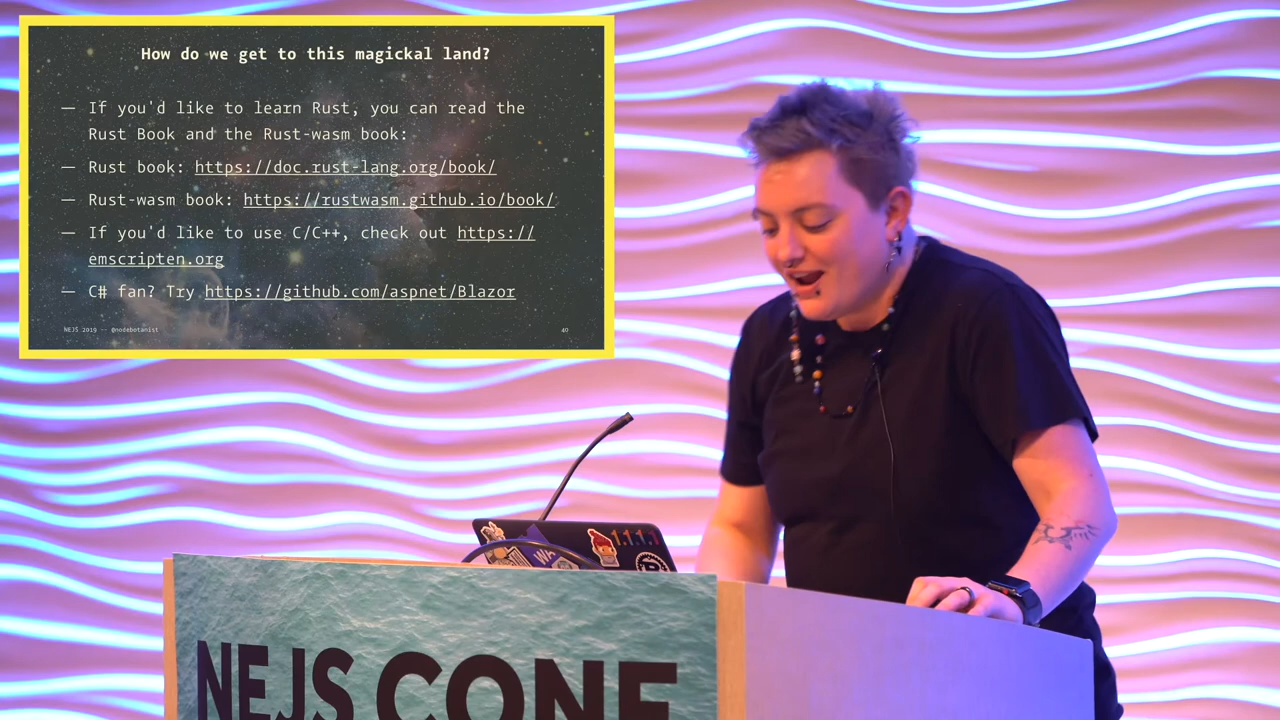 How do we get to this magickal land?
— If you'd like to learn Rust, you can read the
Rust Book and the Rust-wasm book:
— Rust book: https://doc.rust-lang.org/book/
— Rust-wasm book: https://rustwasm.github.io/book/
— If you'd like to use C/C++, check out https://
emscripten.org
— C# fan? Try https://github.com/aspnet/Blazor
NEJS 2019 -- @nodebotanist
40
WA
NEJS CONF